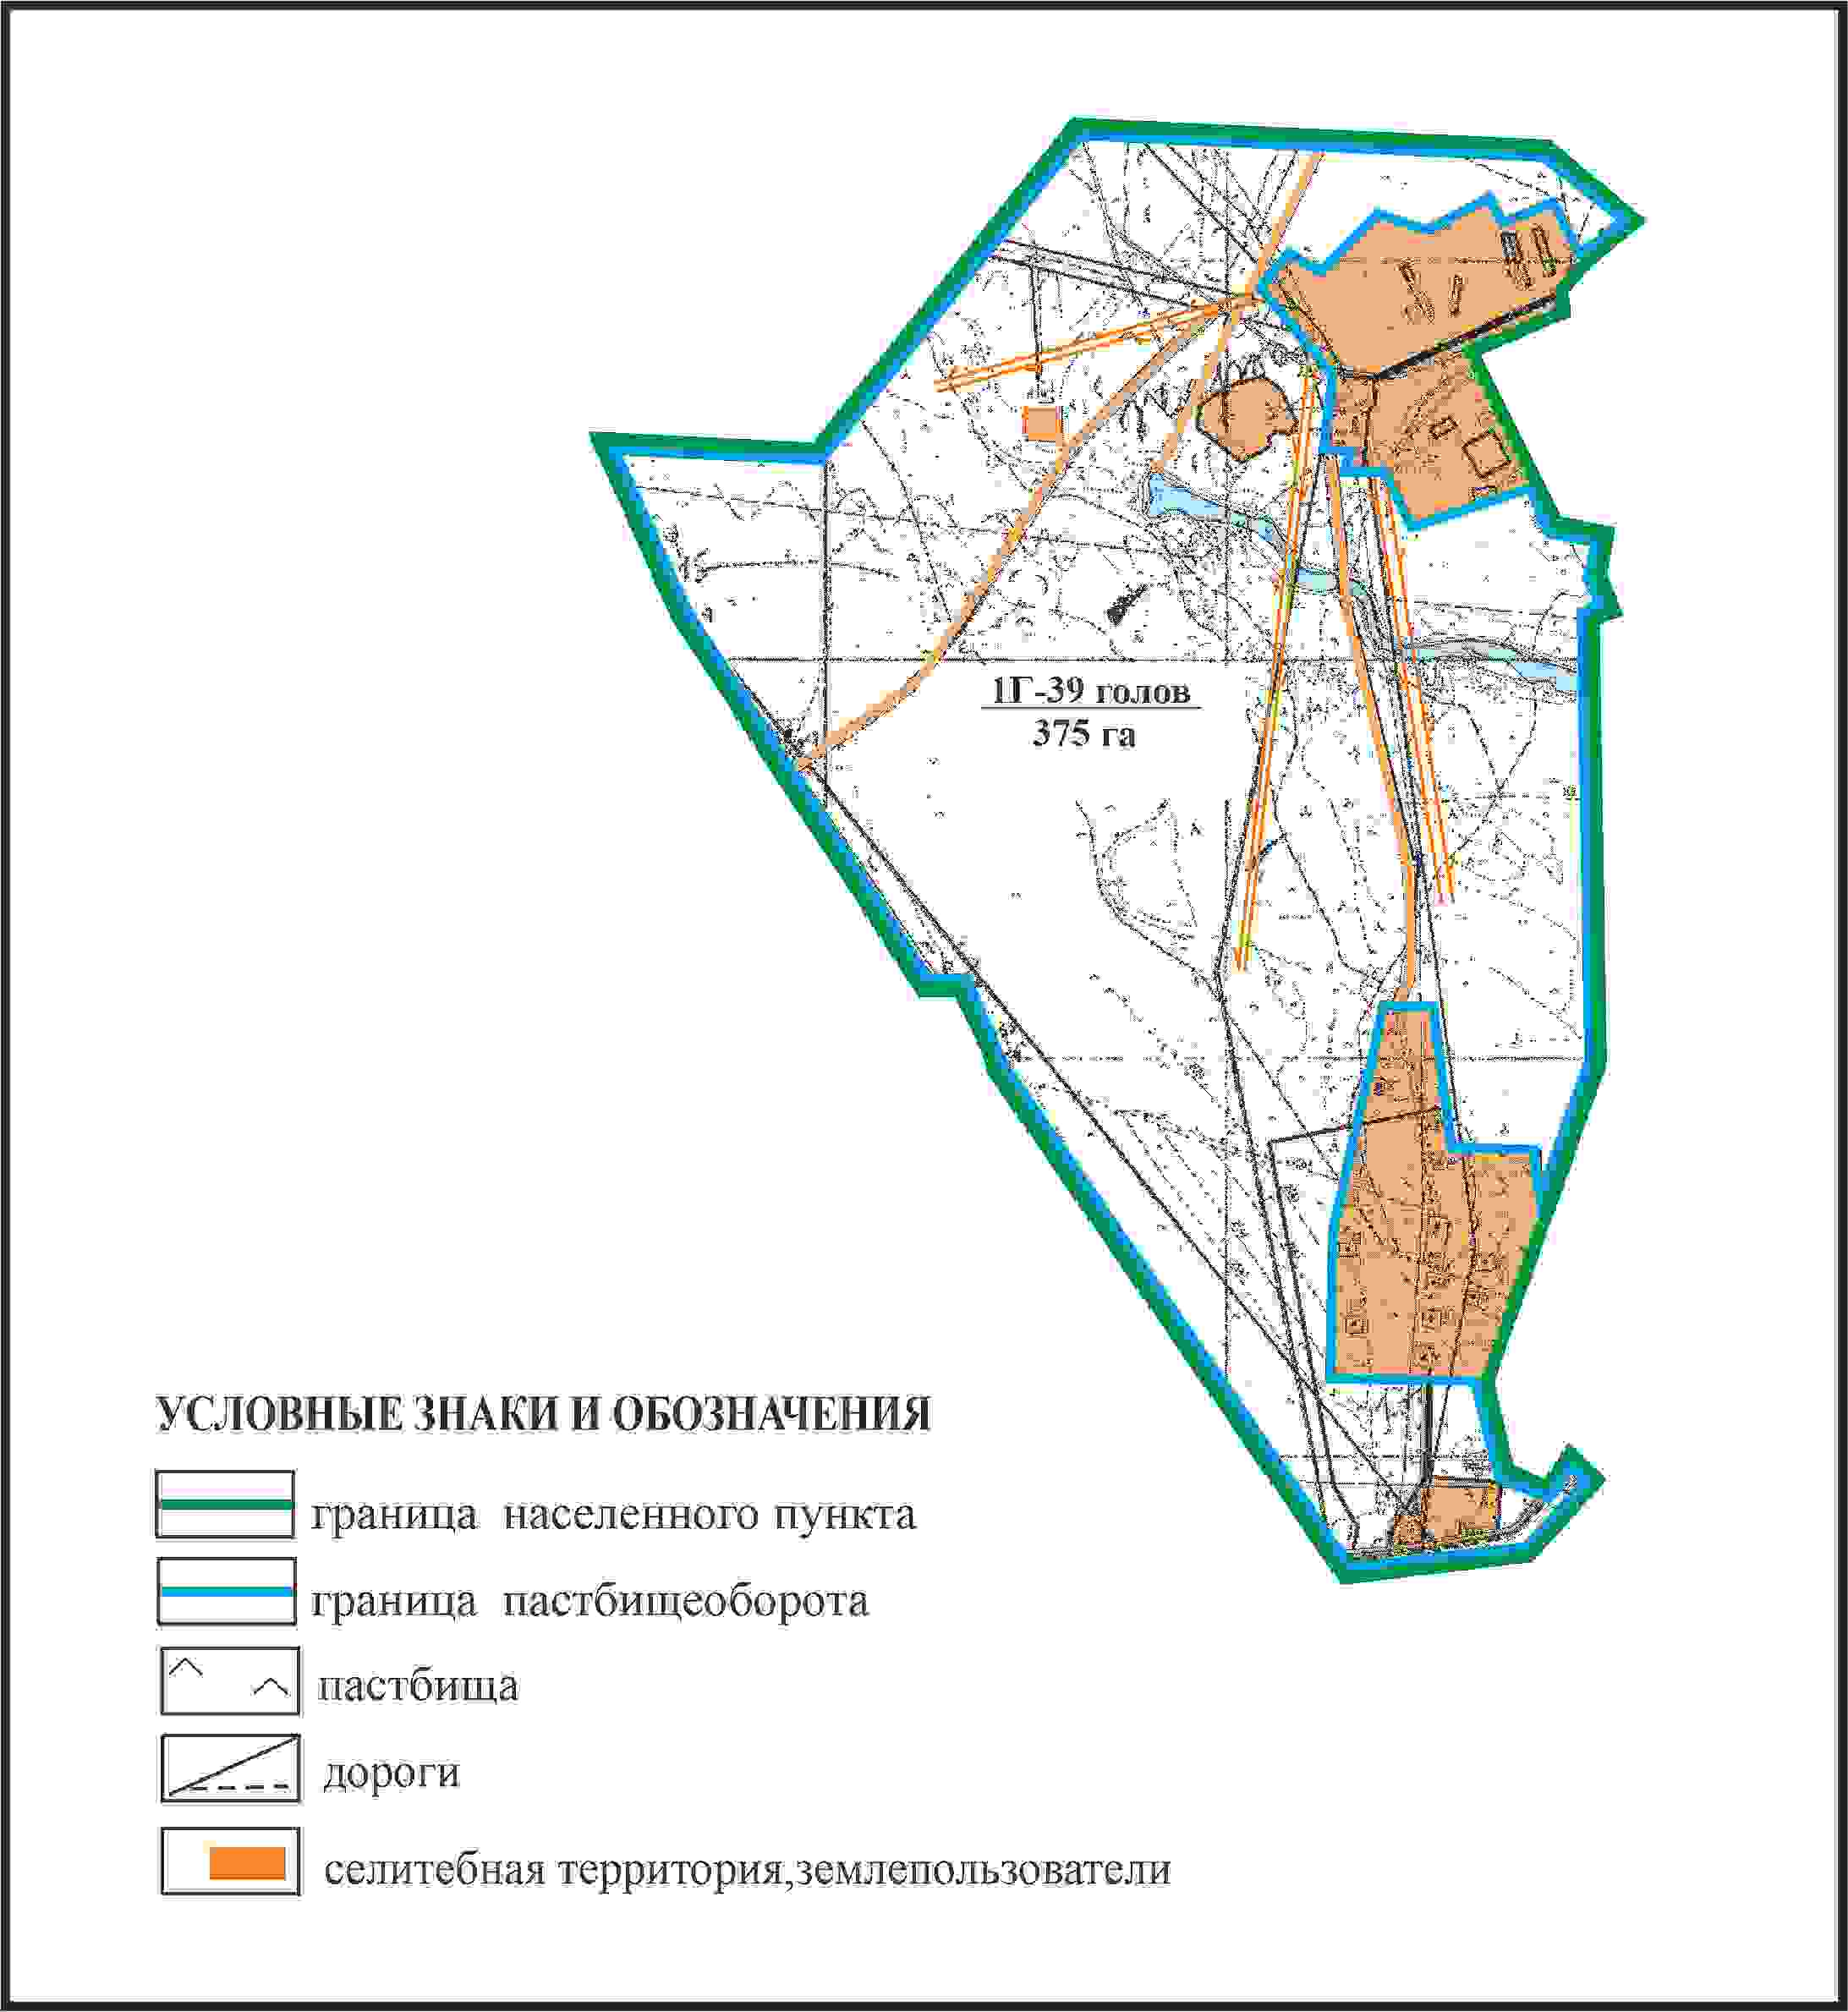 1Г-39 голов
375 га
УСЛОВНЫЕ ЗНАКИ И ОБОЗНАЧЕНИЯ
граница населенного пункта
граница пастбищеоборота
пастбища
дороги
селитебная территория,землепользователи